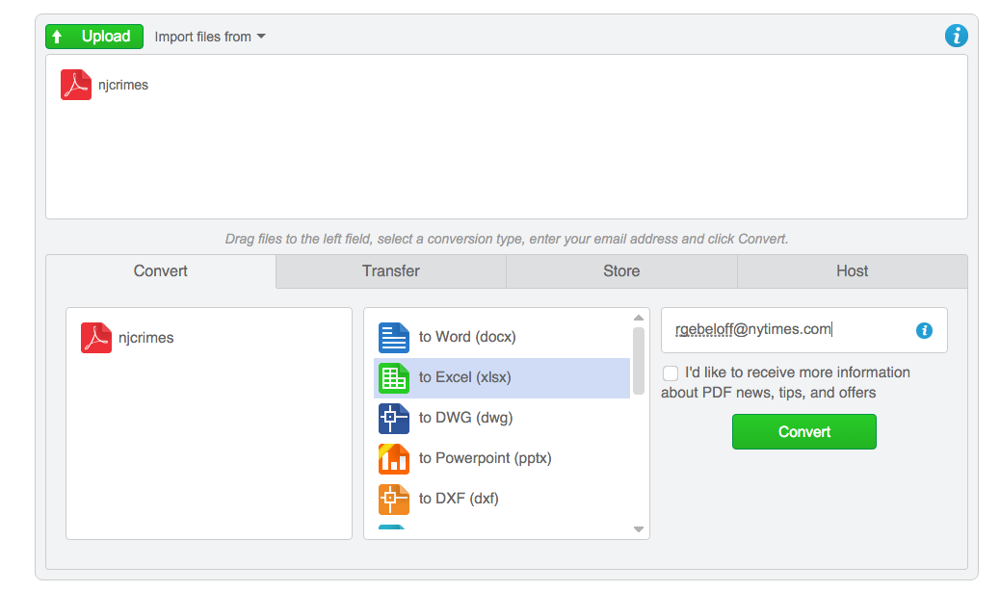 Upload Import files from
njcrimes
Drag files to the left field, select a conversion type, enter your email address and click Convert.
Convert Transfer Store Host
njcrimes
to Word (docx)
to Excel (xlsx)
to DWG (dwg)
to Powerpoint (pptx)
to DXF (dxf)
rgebeloff@nytimes.com
I'd like to receive more information
about PDF news, tips, and offers
Convert